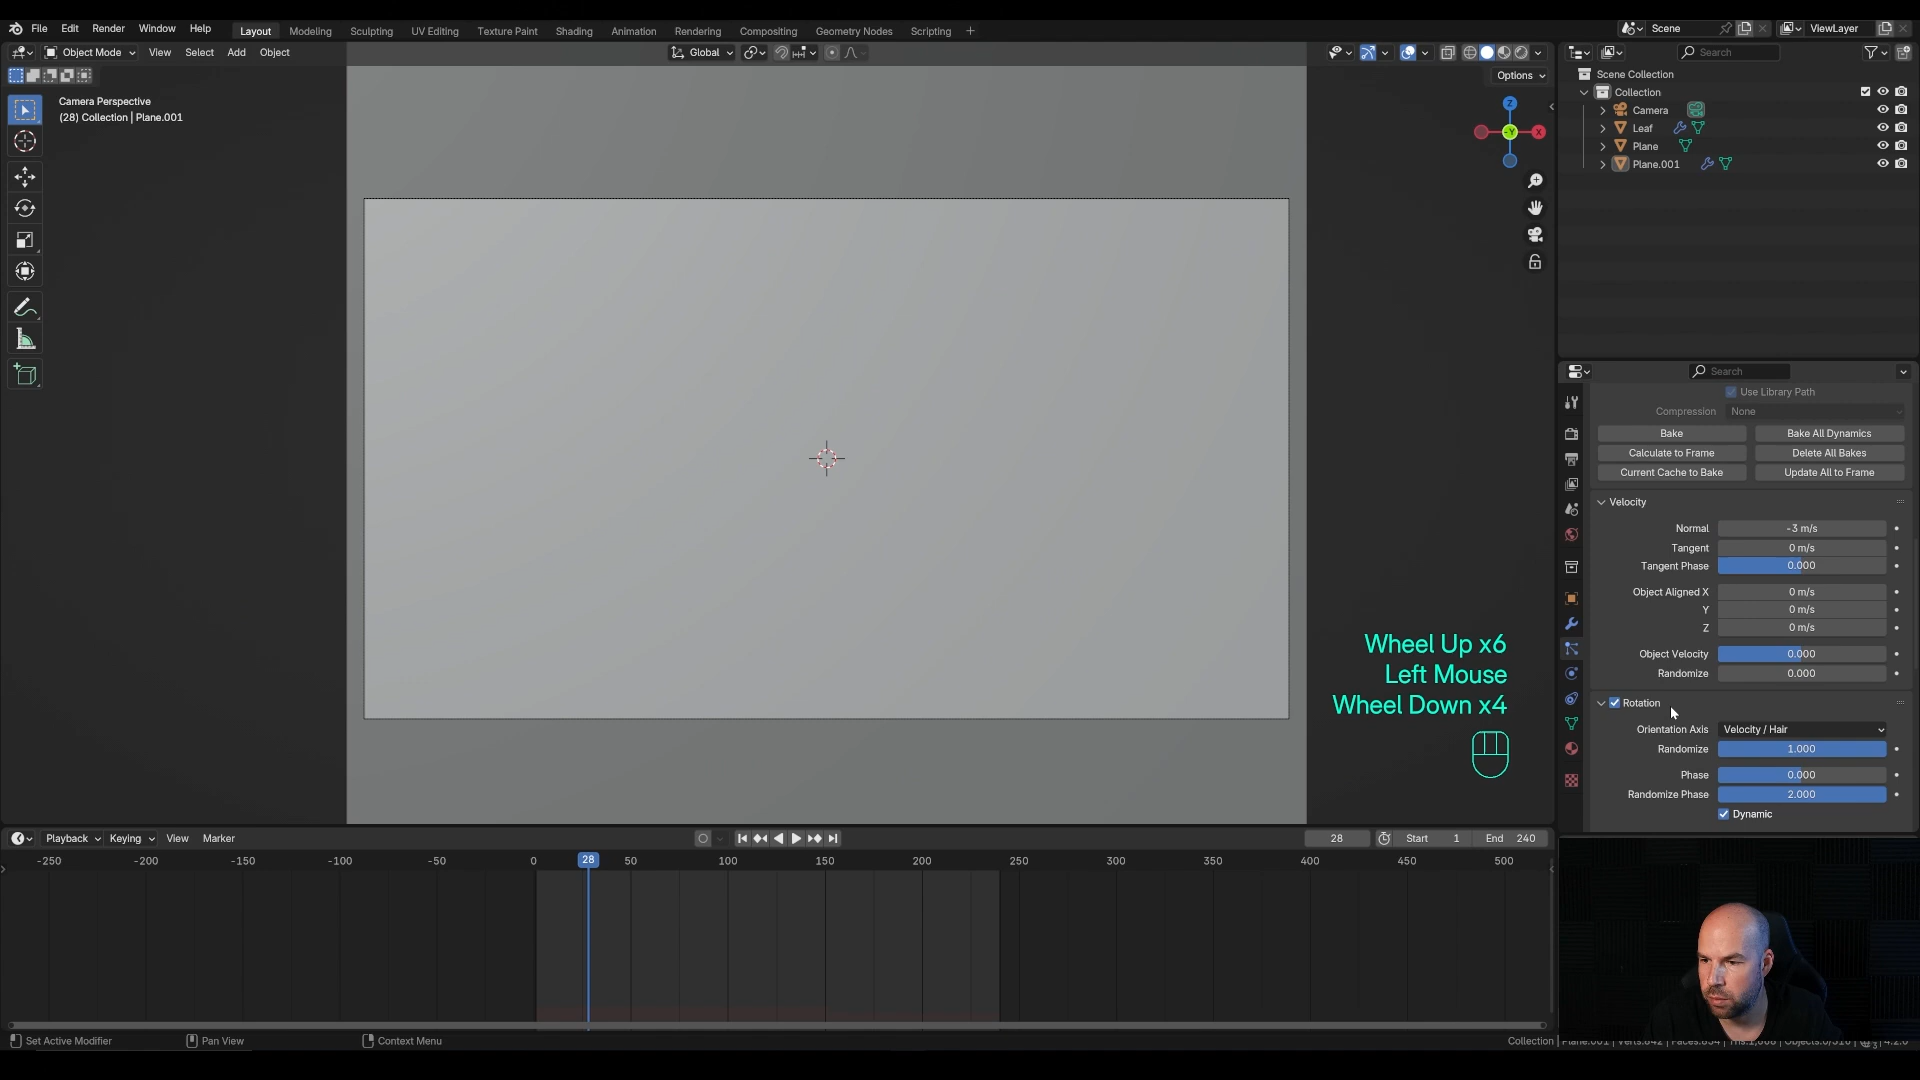 File Edit Render Window Help Layout Modeling Sculpting UV Editing Texture Paint Shading Animation Rendering Compositing Geometry Nodes Scripting + Scene ViewLayer
Object Mode View Select Add Object Global Search
Options
Camera Perspective
(28) Collection | Plane.001
Z
-Y X
Scene Collection
Collection
Camera
Leaf
Plane
Plane.001
Search
Use Library Path
Compression None
Bake Bake All Dynamics
Calculate to Frame Delete All Bakes
Current Cache to Bake Update All to Frame
Velocity
Normal -3 m/s
Tangent 0 m/s
Tangent Phase 0.000
Object Aligned X 0 m/s
Y 0 m/s
Z 0 m/s
Object Velocity 0.000
Randomize 0.000
Rotation
Orientation Axis Velocity / Hair
Randomize 1.000
Phase 0.000
Randomize Phase 2.000
Dynamic
Wheel Up x6
Left Mouse
Wheel Down x4
Playback Keying View Marker 28 Start 1 End 240
-250 -200 -150 -100 -50 0 28 50 100 150 200 250 300 350 400 450 500
Set Active Modifier Pan View Context Menu Collection